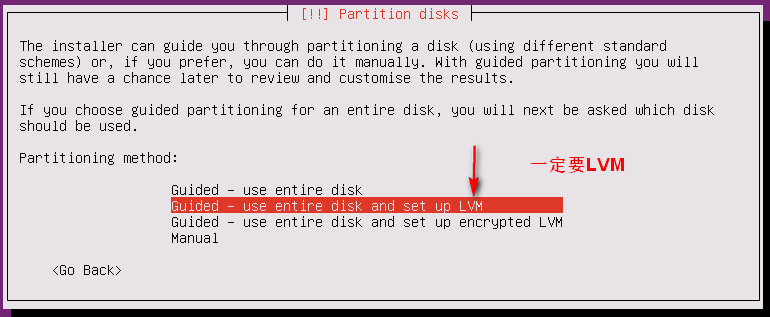 [!!] Partition disks
The installer can guide you through partitioning a disk (using different standard
schemes) or, if you prefer, you can do it manually. With guided partitioning you will
still have a chance later to review and customise the results.
If you choose guided partitioning for an entire disk, you will next be asked which disk
should be used.
Partitioning method:
一定要LVM
Guided - use entire disk
Guided - use entire disk and set up LVM
Guided - use entire disk and set up encrypted LVM
Manual
<Go Back>